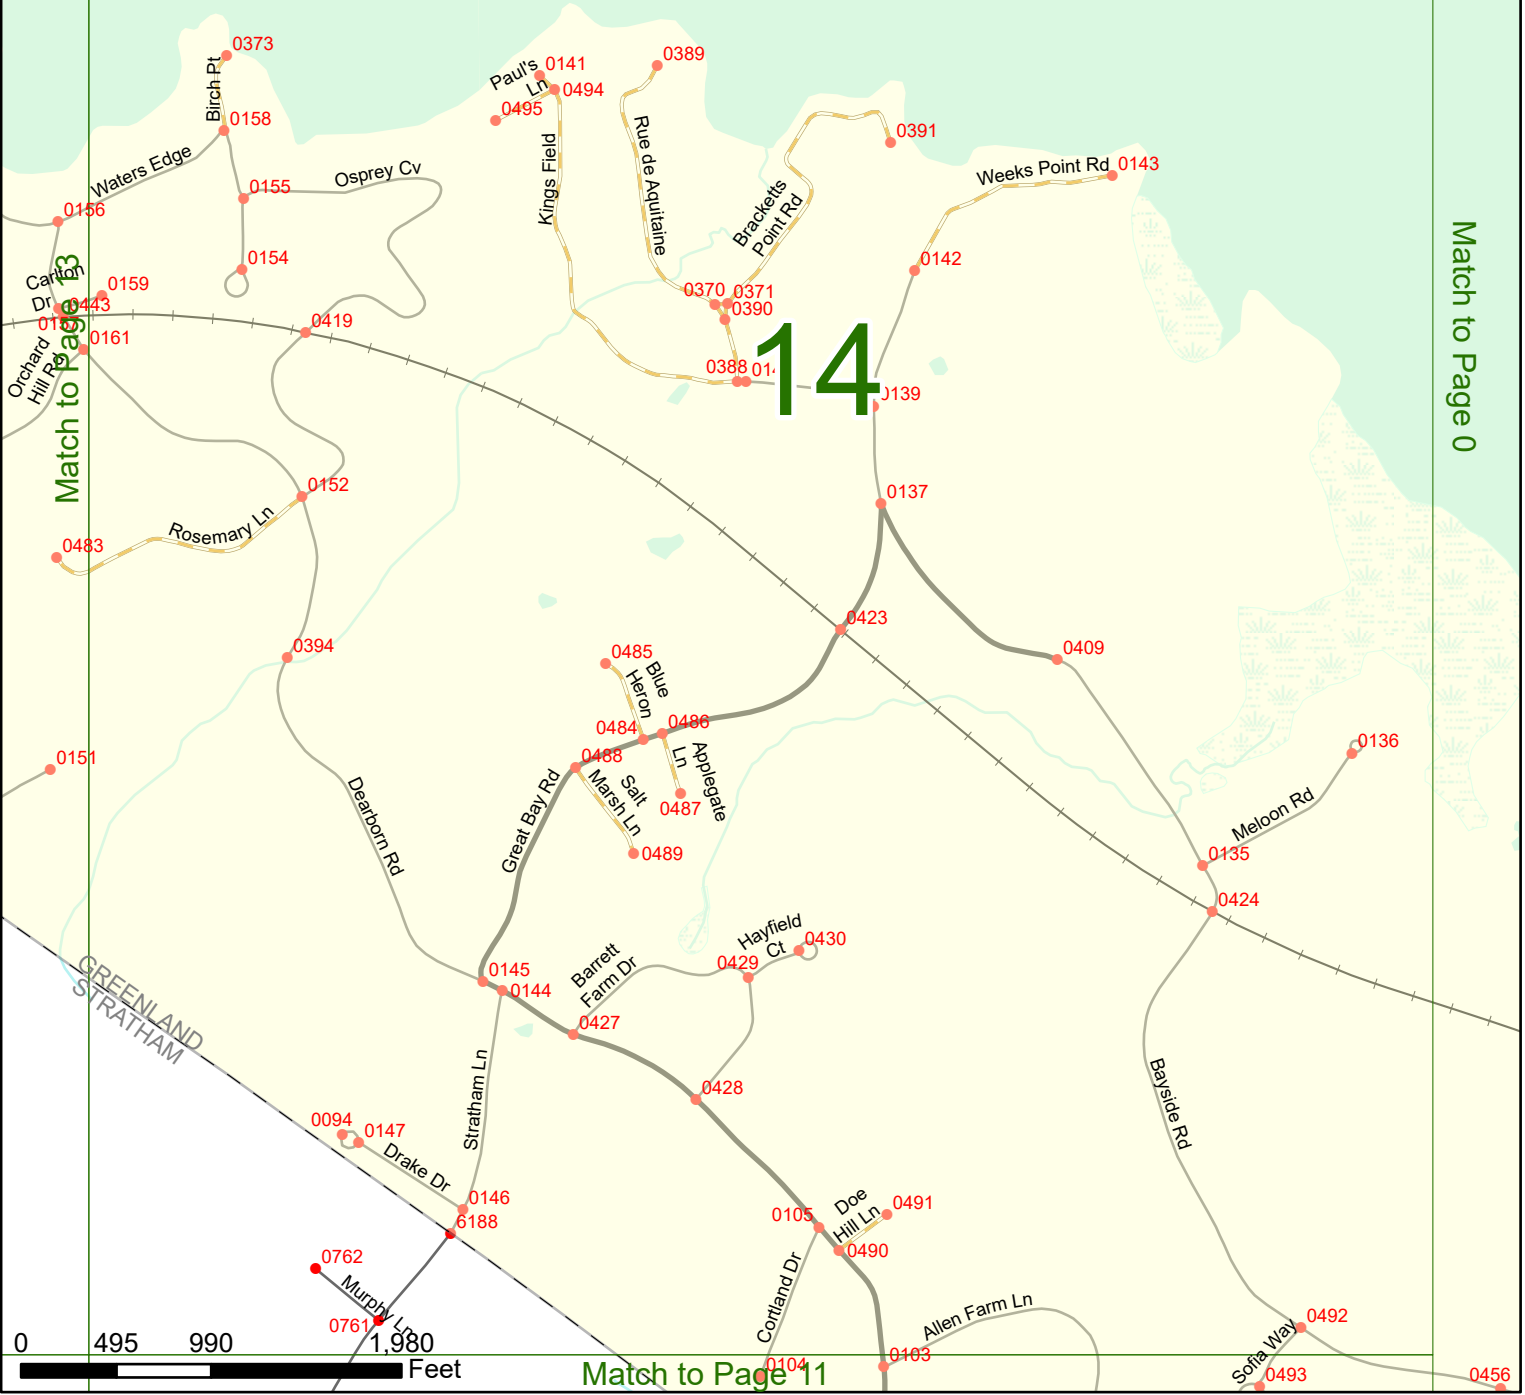 0373
0389
Paul's
Ln
0141
0494
0495
Birch Pt
0158
0391
Kings Field
Rue de Aquitaine
Waters Edge
Osprey Cv
0155
Weeks Point Rd
0143
0156
Bracketts
Point Rd
Match to Page 13
Match to Page 0
0154
0142
Carlton
Dr
0159
0443
0370
0371
0390
0419
14
0161
Orchard
Hill Rd
0388
0139
0152
0137
Rosemary Ln
0483
0423
0394
0485
Blue
Heron
0409
0484
0486
0488
0136
0151
Applegate
Ln
Salt
Marsh Ln
0487
Great Bay Rd
Dearborn Rd
Meloon Rd
0489
0135
0424
Hayfield
Ct
0430
GREENLAND
STRATHAM
0145
0144
Barrett
Farm Dr
0429
0427
Stratham Ln
0428
Bayside Rd
0094
0147
Drake Dr
0146
6188
Doe
Hill Ln
0491
0105
0490
0762
Murphy Ln
0761
Cortland Dr
Allen Farm Ln
0492
Sofia Way
0103
0104
0493
0456
0 495 990 1,980
Feet
Match to Page 11